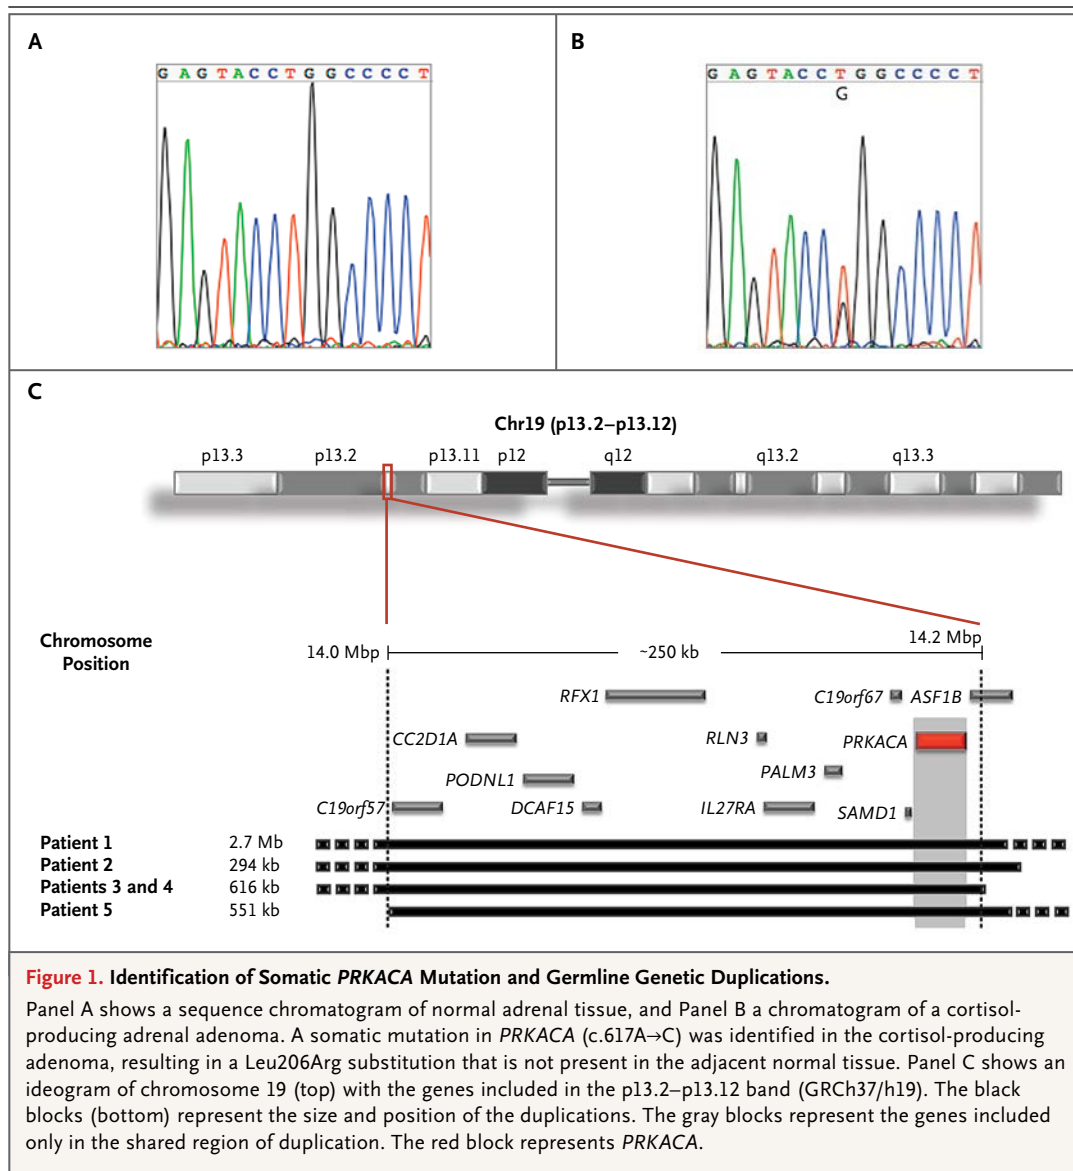 A
G A G T A C C T G G C C C C T
B
G A G T A C C T G G C C C C T
G
C
Chr19 (p13.2–p13.12)
p13.3 p13.2 p13.11 p12 q12 q13.2 q13.3
Chromosome
Position
14.0 Mbp ~250 kb 14.2 Mbp
RFX1 C19orf67 ASF1B
CC2D1A RLN3 PRKACA
PODNL1 PALM3
C19orf57 DCAF15 IL27RA SAMD1
Patient 1 2.7 Mb
Patient 2 294 kb
Patients 3 and 4 616 kb
Patient 5 551 kb
Figure 1. Identification of Somatic PRKACA Mutation and Germline Genetic Duplications.
Panel A shows a sequence chromatogram of normal adrenal tissue, and Panel B a chromatogram of a cortisol-
producing adrenal adenoma. A somatic mutation in PRKACA (c.617A→C) was identified in the cortisol-producing
adenoma, resulting in a Leu206Arg substitution that is not present in the adjacent normal tissue. Panel C shows an
ideogram of chromosome 19 (top) with the genes included in the p13.2–p13.12 band (GRCh37/h19). The black
blocks (bottom) represent the size and position of the duplications. The gray blocks represent the genes included
only in the shared region of duplication. The red block represents PRKACA.